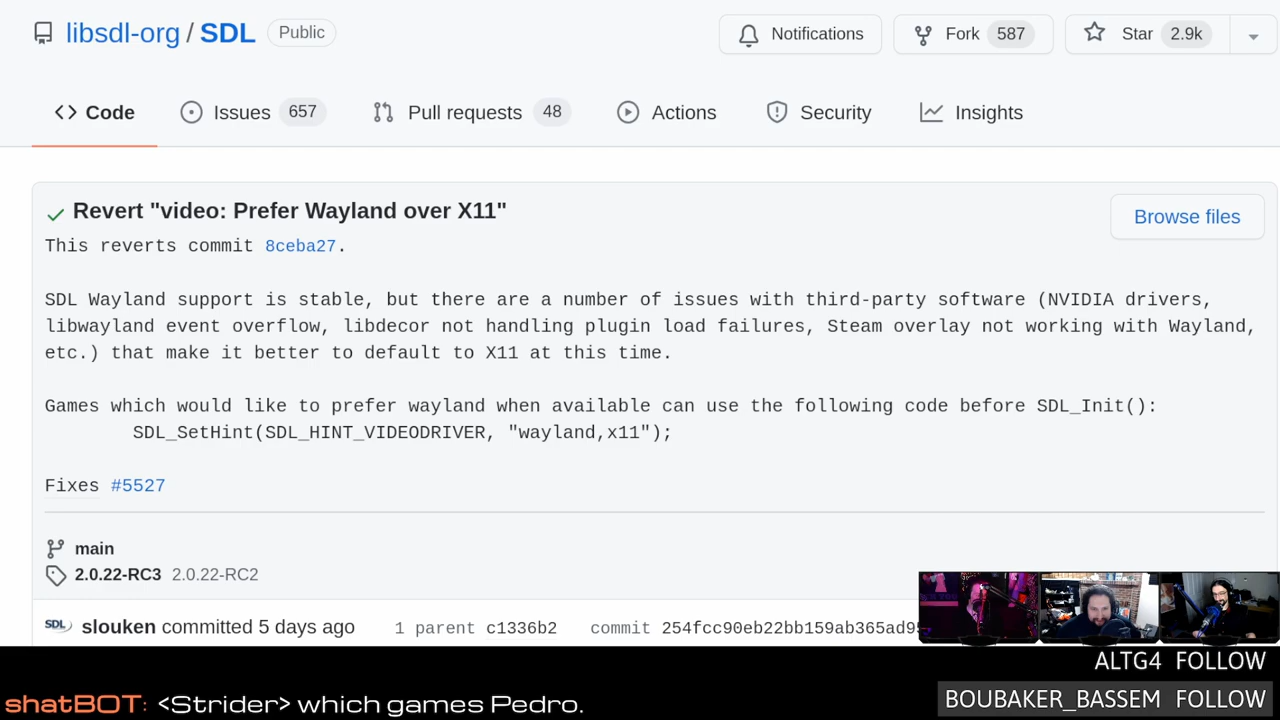 libsdl-org / SDL Public
Notifications Fork 587 Star 2.9k
Code Issues 657 Pull requests 48 Actions Security Insights
Revert "video: Prefer Wayland over X11"
Browse files
This reverts commit 8ceba27.
SDL Wayland support is stable, but there are a number of issues with third-party software (NVIDIA drivers,
libwayland event overflow, libdecor not handling plugin load failures, Steam overlay not working with Wayland,
etc.) that make it better to default to X11 at this time.
Games which would like to prefer wayland when available can use the following code before SDL_Init():
SDL_SetHint(SDL_HINT_VIDEODRIVER, "wayland,x11");
Fixes #5527
main
2.0.22-RC3 2.0.22-RC2
SDL slouken committed 5 days ago 1 parent c1336b2 commit 254fcc90eb22bb159ab365ad9
ALTG4 FOLLOW
BOUBAKER_BASSEM FOLLOW
shatBOT: <Strider> which games Pedro.